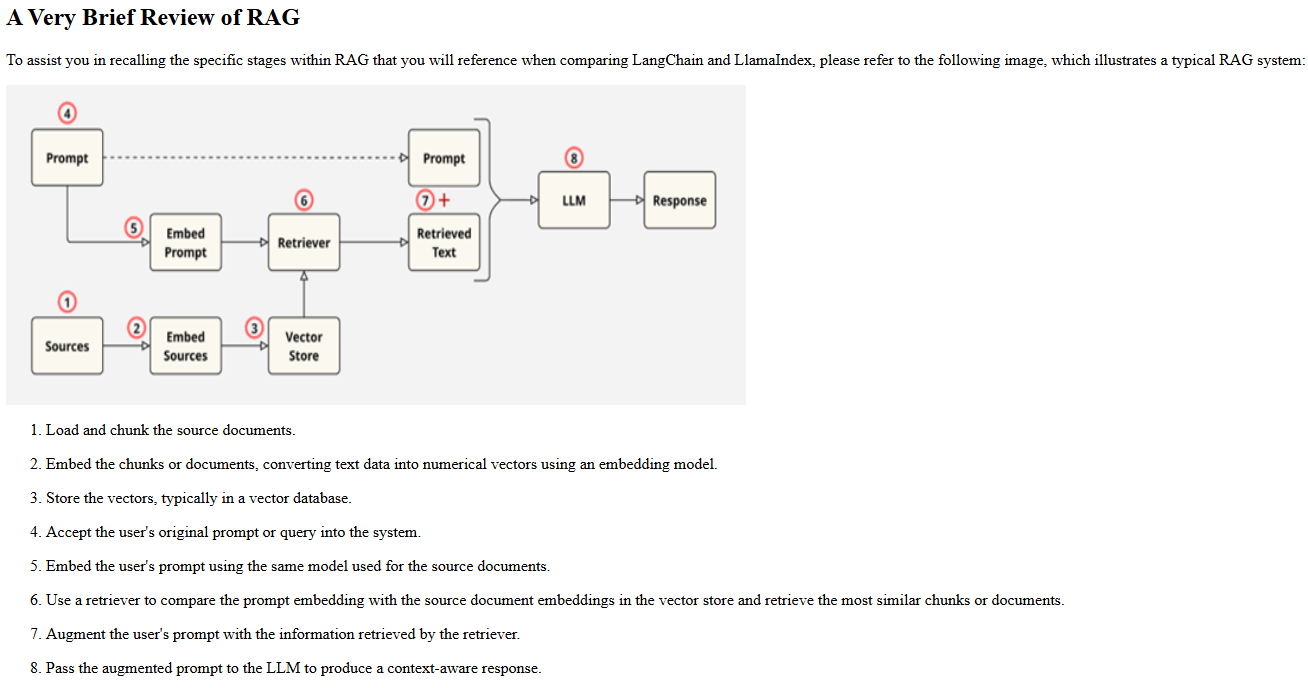 A Very Brief Review of RAG
To assist you in recalling the specific stages within RAG that you will reference when comparing LangChain and LlamaIndex, please refer to the following image, which illustrates a typical RAG system:
4
Prompt
Prompt
8
LLM
Response
6
7 +
5
Embed
Prompt
Retriever
Retrieved
Text
1
Sources
2
Embed
Sources
3
Vector
Store
1. Load and chunk the source documents.
2. Embed the chunks or documents, converting text data into numerical vectors using an embedding model.
3. Store the vectors, typically in a vector database.
4. Accept the user's original prompt or query into the system.
5. Embed the user's prompt using the same model used for the source documents.
6. Use a retriever to compare the prompt embedding with the source document embeddings in the vector store and retrieve the most similar chunks or documents.
7. Augment the user's prompt with the information retrieved by the retriever.
8. Pass the augmented prompt to the LLM to produce a context-aware response.